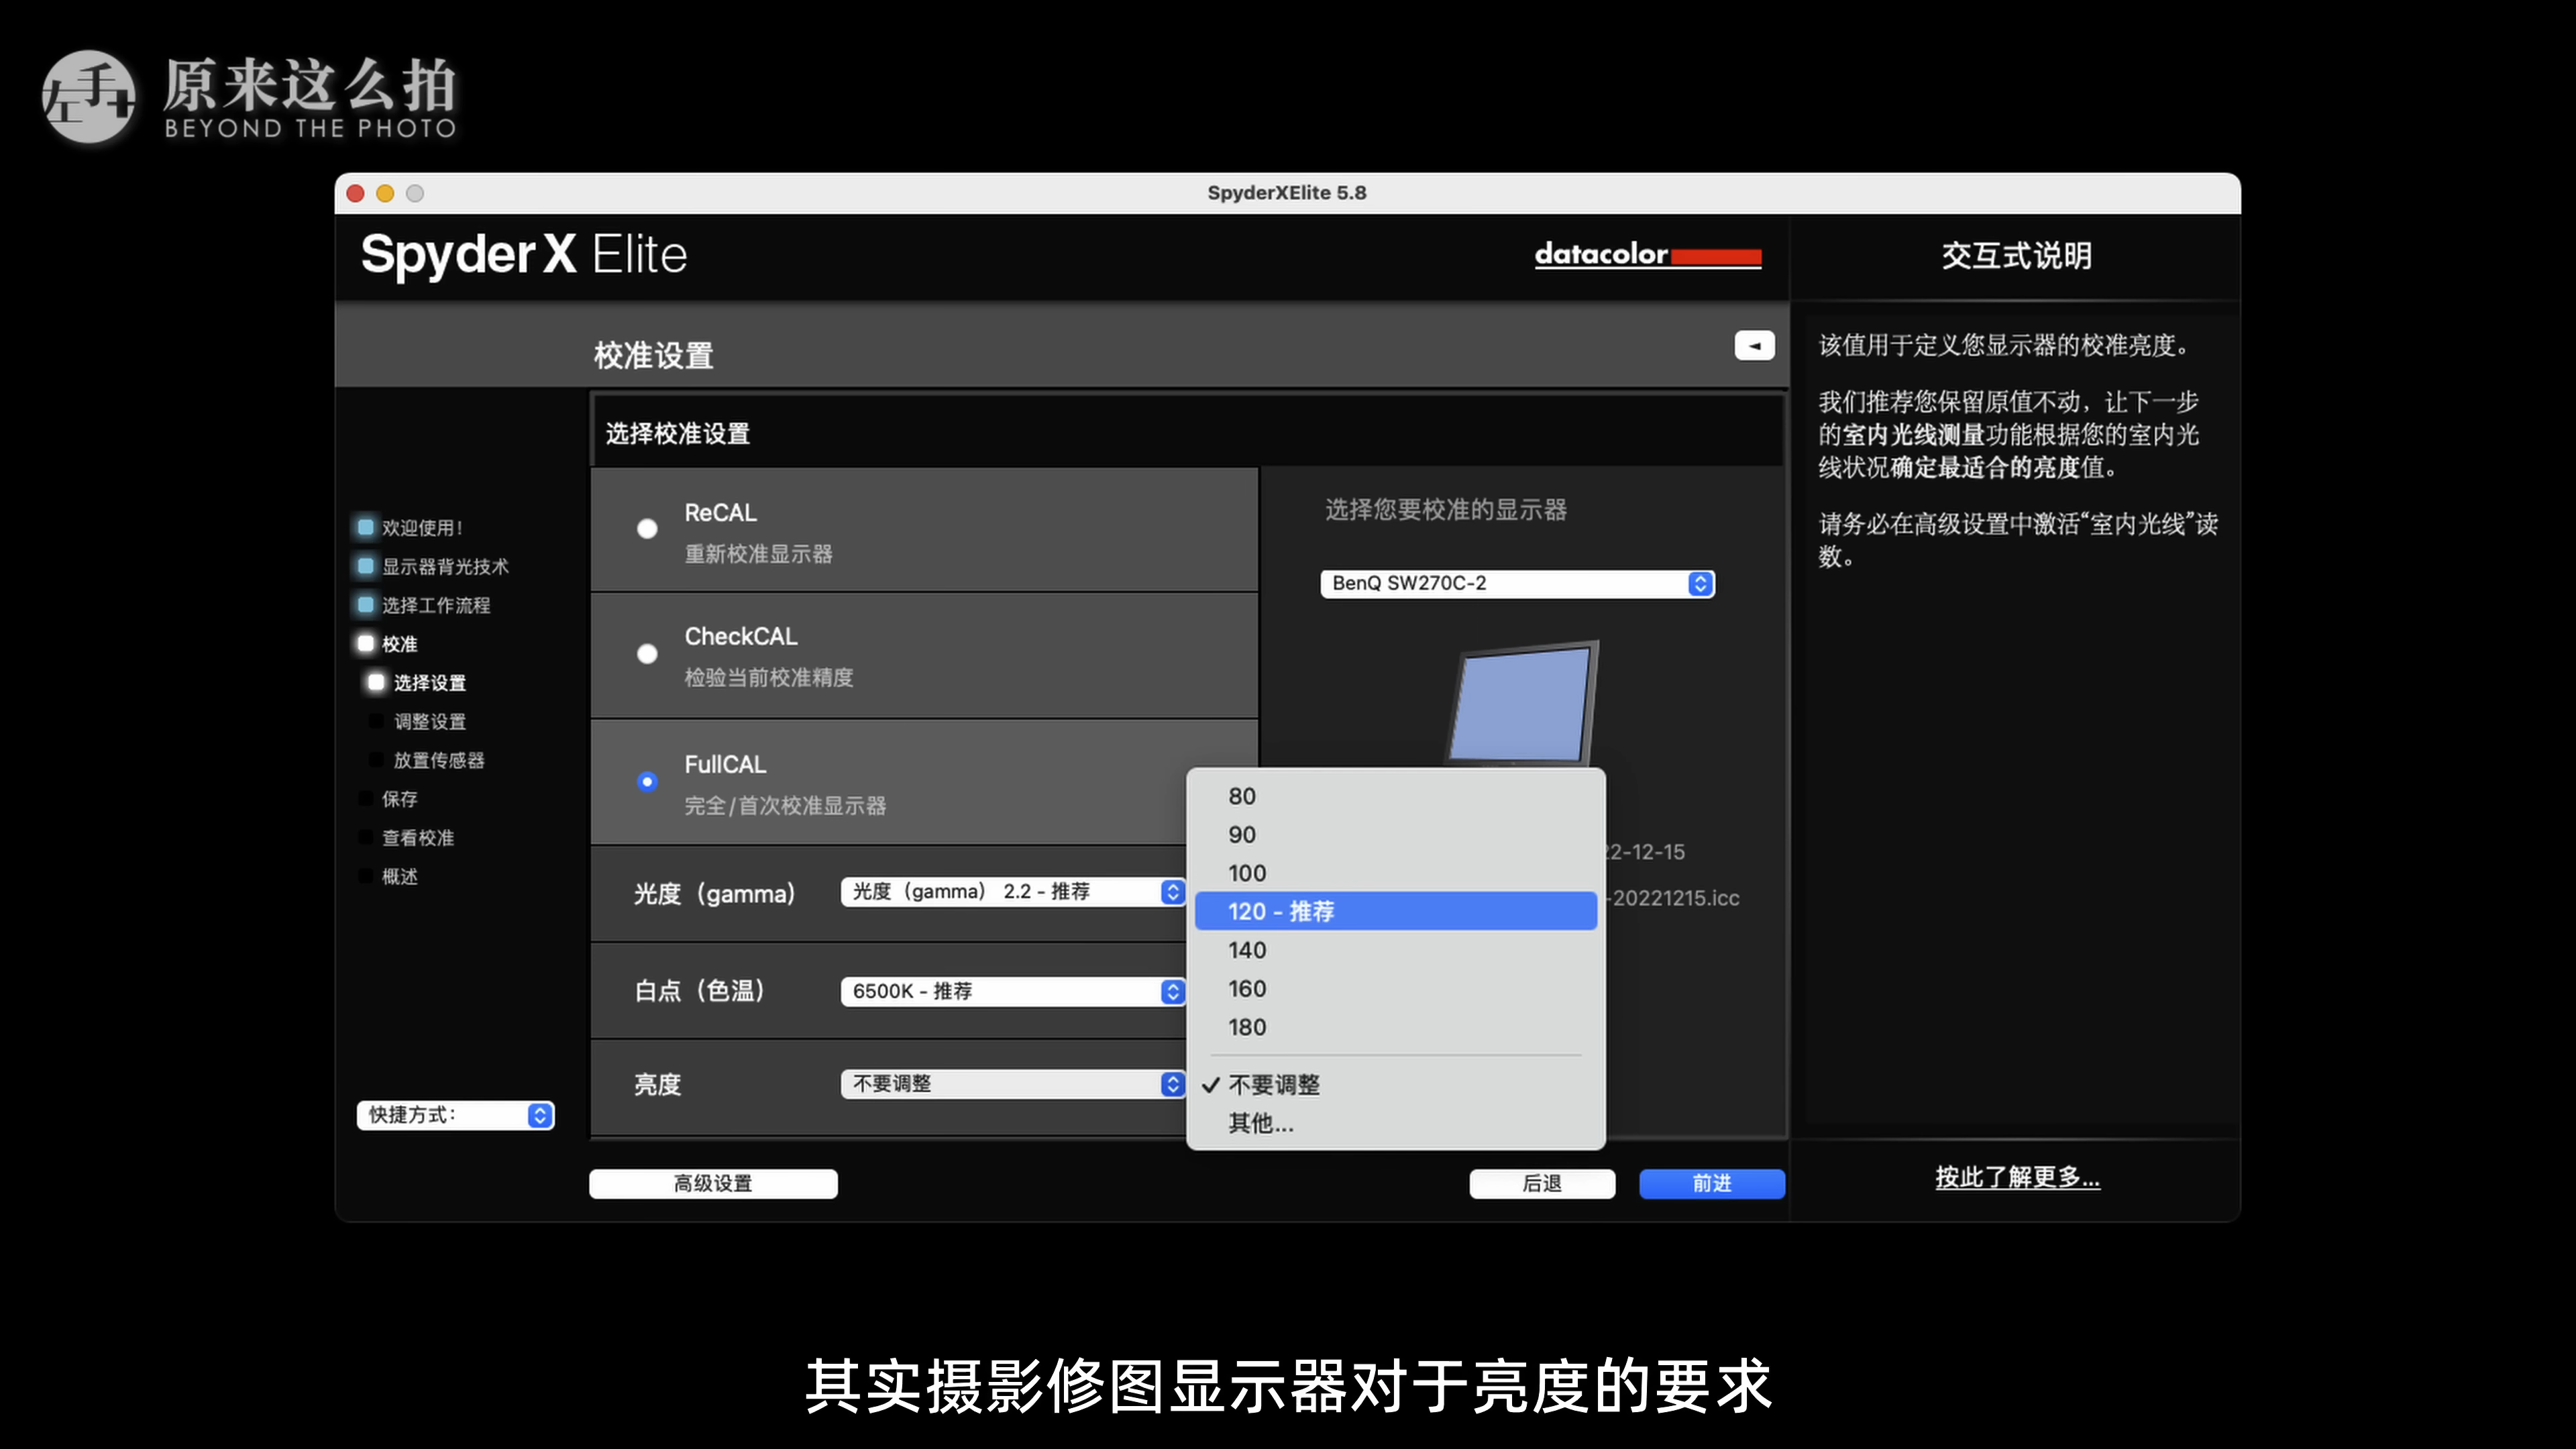 左手+
原来这么拍
BEYOND THE PHOTO
SpyderXElite 5.8
SpyderX Elite
datacolor
交互式说明
校准设置
◄
该值用于定义您显示器的校准亮度。
我们推荐您保留原值不动，让下一步
的室内光线测量功能根据您的室内光
线状况确定最适合的亮度值。
请务必在高级设置中激活“室内光线”读
数。
选择校准设置
欢迎使用！
显示器背光技术
选择工作流程
校准
选择设置
调整设置
放置传感器
保存
查看校准
概述
快捷方式：
ReCAL
重新校准显示器
CheckCAL
检验当前校准精度
FullCAL
完全/首次校准显示器
光度（gamma）
光度（gamma） 2.2 - 推荐
白点（色温）
6500K - 推荐
亮度
不要调整
选择您要校准的显示器
BenQ SW270C-2
22-12-15
-20221215.icc
80
90
100
120 - 推荐
140
160
180
✓ 不要调整
其他...
高级设置
后退
前进
按此了解更多...
其实摄影修图显示器对于亮度的要求